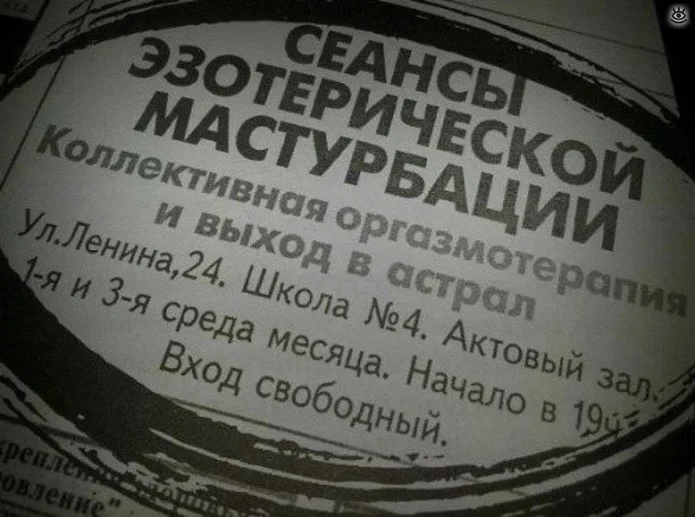 СЕАНСЫ
ЭЗОТЕРИЧЕСКОЙ
МАСТУРБАЦИИ
Коллективная оргазмотерапия
и выход в астрал
Ул.Ленина,24. Школа №4. Актовый зал.
1-я и 3-я среда месяца. Начало в 19ч.
Вход свободный.